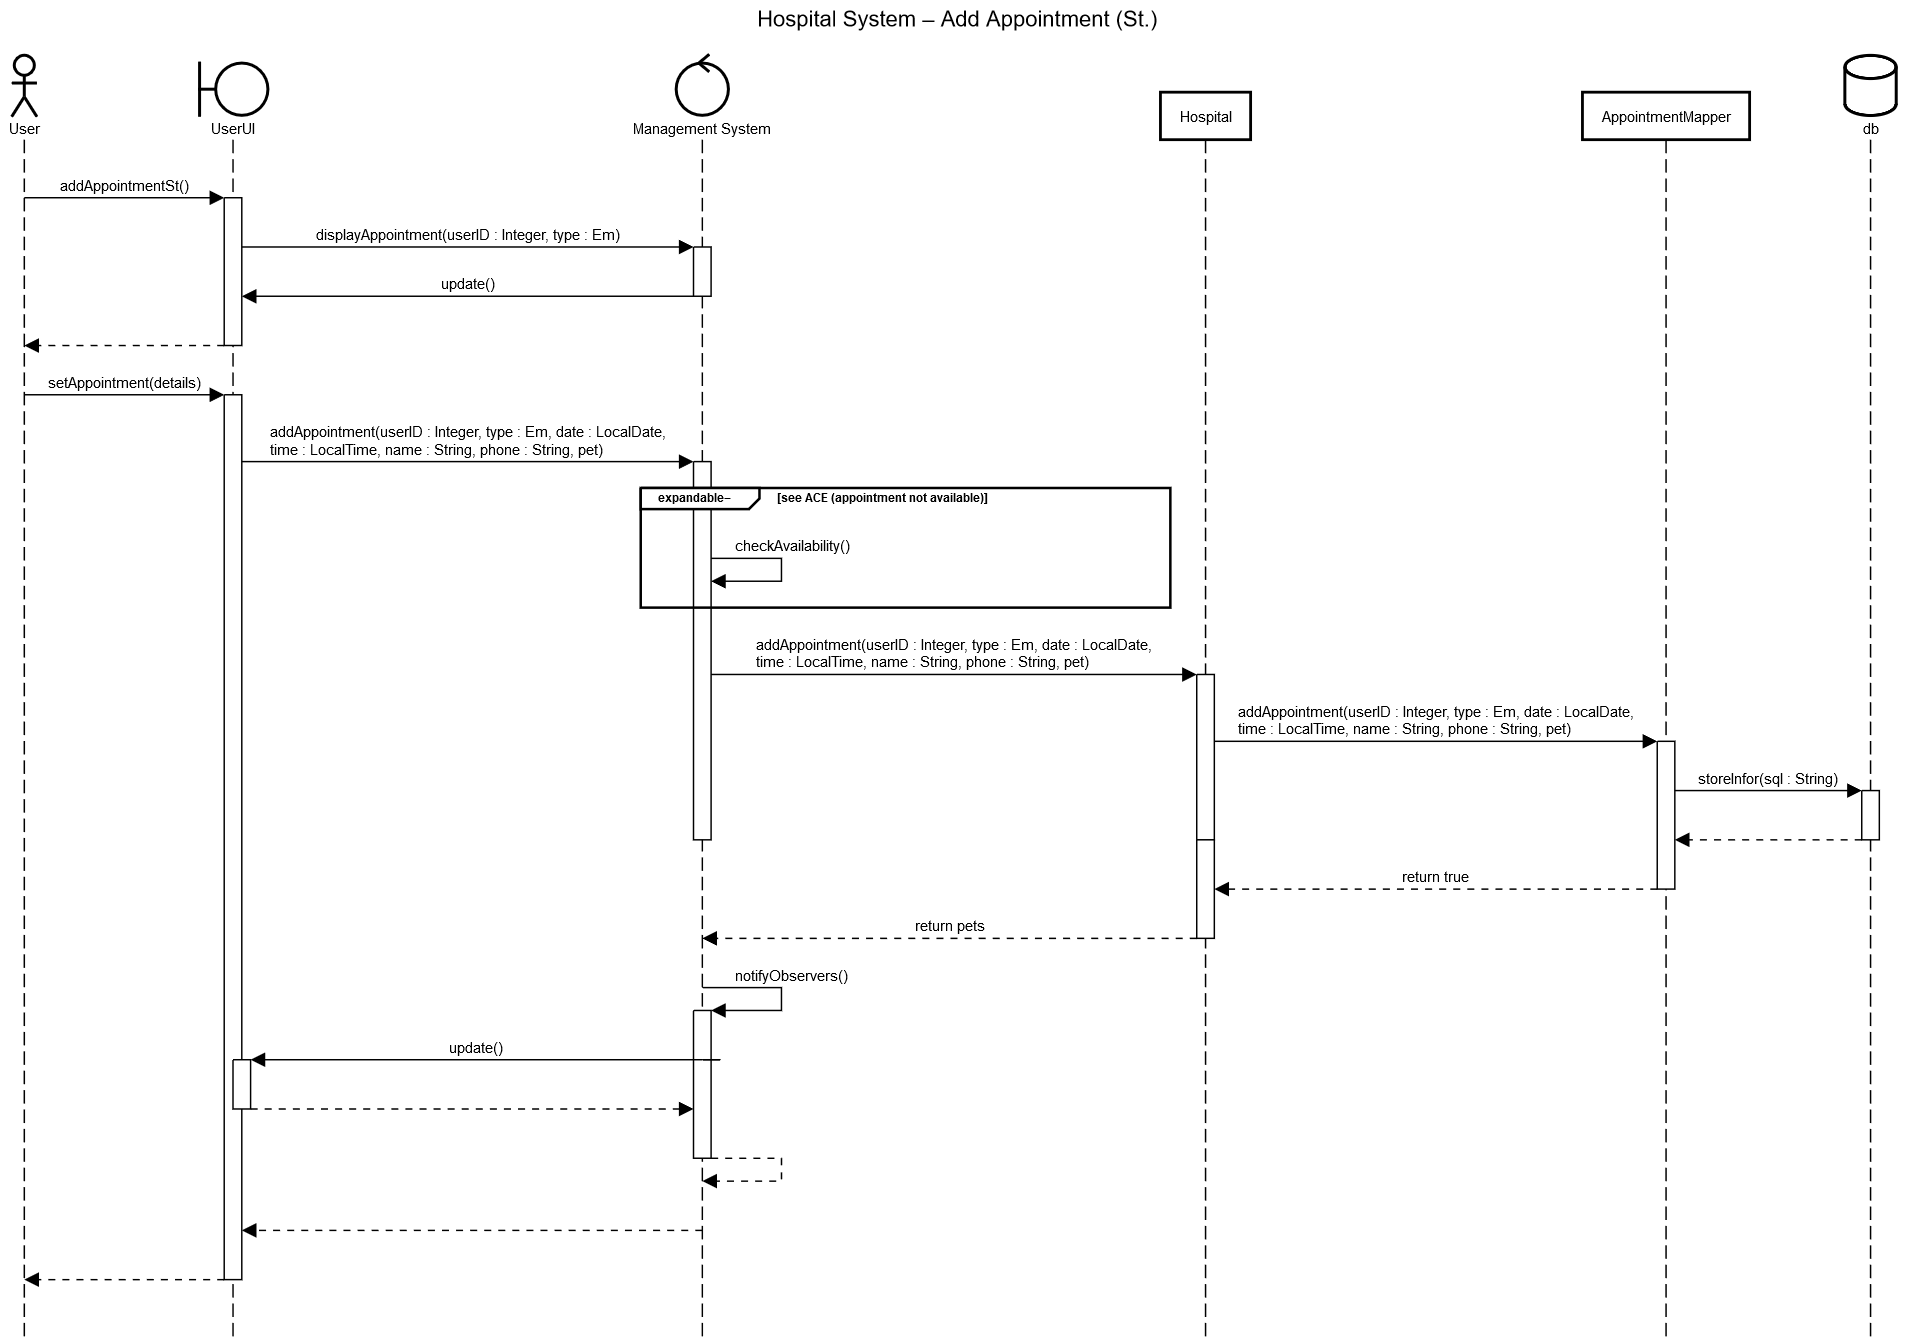 Hospital System – Add Appointment (St.)
User
UserUI
Management System
Hospital
AppointmentMapper
db
addAppointmentSt()
displayAppointment(userID : Integer, type : Em)
update()
setAppointment(details)
addAppointment(userID : Integer, type : Em, date : LocalDate,
time : LocalTime, name : String, phone : String, pet)
expandable–
[see ACE (appointment not available)]
checkAvailability()
addAppointment(userID : Integer, type : Em, date : LocalDate,
time : LocalTime, name : String, phone : String, pet)
addAppointment(userID : Integer, type : Em, date : LocalDate,
time : LocalTime, name : String, phone : String, pet)
storeInfor(sql : String)
return true
return pets
notifyObservers()
update()